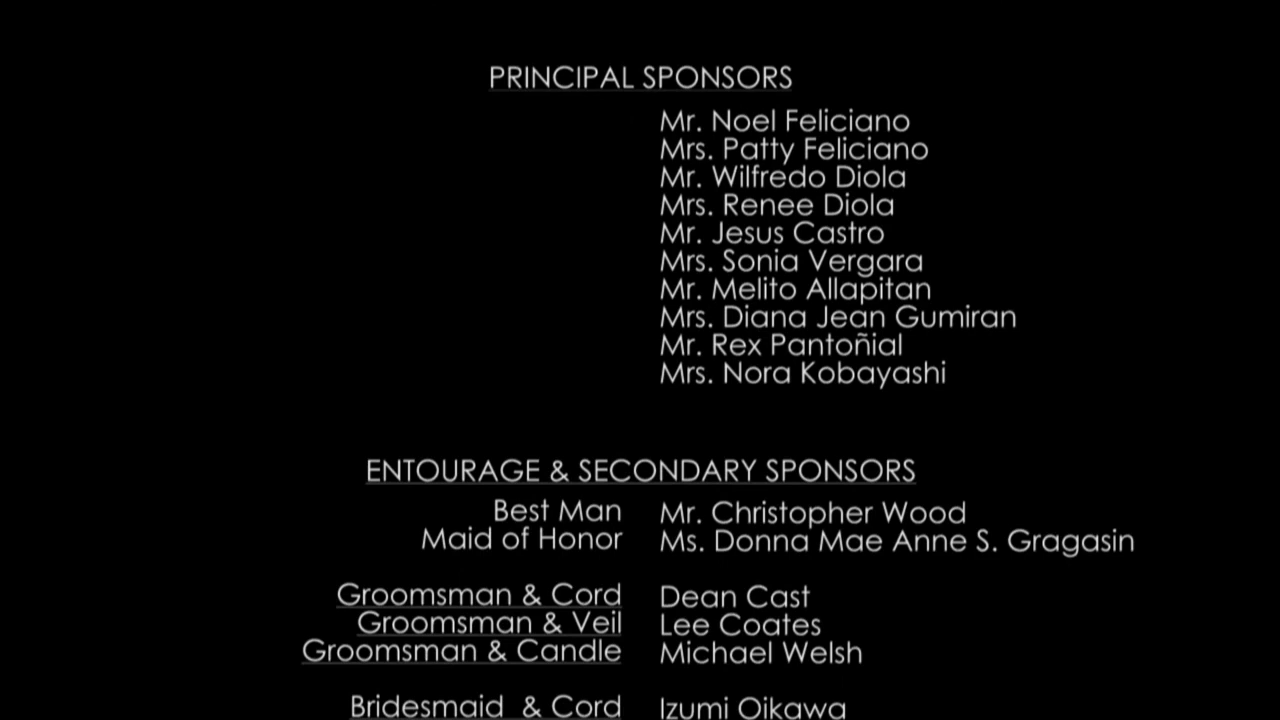 PRINCIPAL SPONSORS
Mr. Noel Feliciano
Mrs. Patty Feliciano
Mr. Wilfredo Diola
Mrs. Renee Diola
Mr. Jesus Castro
Mrs. Sonia Vergara
Mr. Melito Allapitan
Mrs. Diana Jean Gumiran
Mr. Rex Pantoñial
Mrs. Nora Kobayashi
ENTOURAGE & SECONDARY SPONSORS
Best Man Mr. Christopher Wood
Maid of Honor Ms. Donna Mae Anne S. Gragasin
Groomsman & Cord Dean Cast
Groomsman & Veil Lee Coates
Groomsman & Candle Michael Welsh
Bridesmaid & Cord Izumi Oikawa